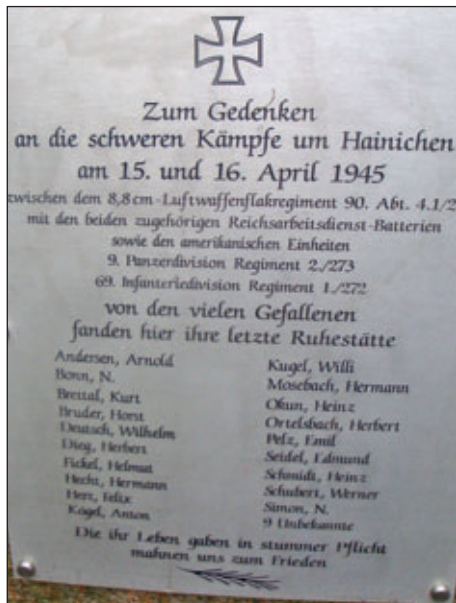 Zum Gedenken
an die schweren Kämpfe um Hainichen
am 15. und 16. April 1945
zwischen dem 8,8cm-Luftwaffenflakregiment 90. Abt. 4.1/2
mit den beiden zugehörigen Reichsarbeitsdienst-Batterien
sowie den amerikanischen Einheiten
9. Panzerdivision Regiment 2./273
69. Infanteriedivision Regiment 1./272
von den vielen Gefallenen
fanden hier ihre letzte Ruhestätte
Andersen, Arnold
Bonn, N.
Brettal, Kurt
Bruder, Horst
Deutsch, Wilhelm
Dieg, Herbert
Fickel, Helmut
Hecht, Hermann
Herz, Felix
Kogel, Anton
Kugel, Willi
Mosebach, Hermann
Okun, Heinz
Ortelsbach, Herbert
Pelz, Emil
Seidel, Edmund
Schmidt, Heinz
Schubert, Werner
Simon, N.
9 Unbekannte
Die ihr Leben gaben in stummer Pflicht
mahnen uns zum Frieden